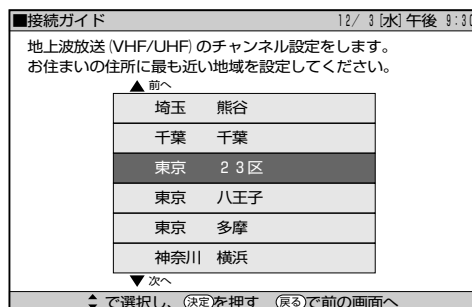 ■接続ガイド 12/ 3 [水] 午後 9:30
地上波放送 (VHF/UHF) のチャンネル設定をします。
お住まいの住所に最も近い地域を設定してください。
▲ 前へ
埼玉 熊谷
千葉 千葉
東京 23区
東京 八王子
東京 多摩
神奈川 横浜
▼ 次へ
で選択し、決定を押す 戻るで前の画面へ